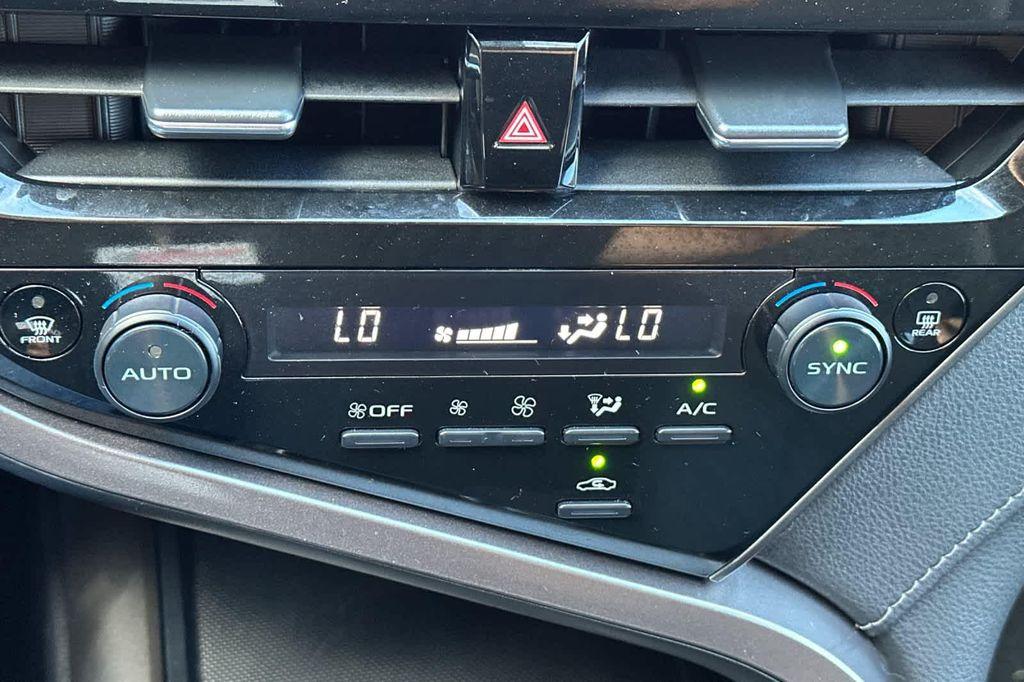 FRONT
AUTO
LO
LO
SYNC
REAR
OFF
A/C